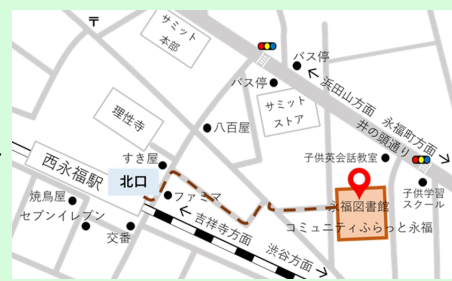 〒
サミット
本部
バス停
バス停
浜田山方面
永福町方面
井の頭通り
理性寺
八百屋
サミット
ストア
すき屋
子供英会話教室
西永福駅
北口
ファミマ
子供学習
スクール
焼鳥屋
セブンイレブン
交番
吉祥寺方面
渋谷方面
永福図書館
コミュニティふらっと永福